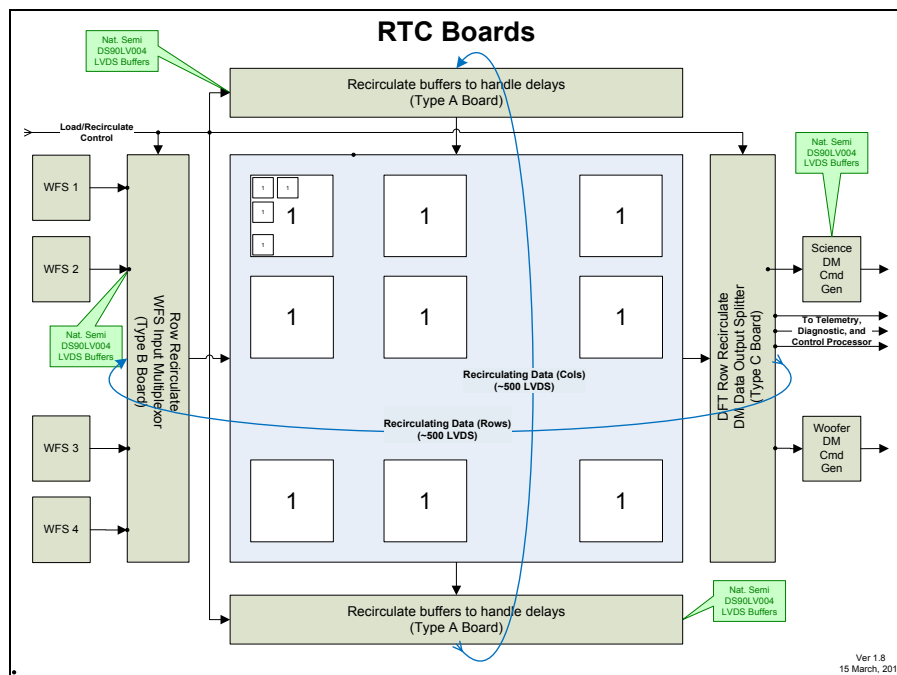 RTC Boards
Nat. Semi
DS90LV004
LVDS Buffers
Recirculate buffers to handle delays
(Type A Board)
Load/Recirculate
Control
Nat. Semi
DS90LV004
LVDS Buffers
WFS 1
WFS 2
WFS 3
WFS 4
Nat. Semi
DS90LV004
LVDS Buffers
Row Recirculate
WFS Input Multiplexor
(Type B Board)
1 1
1
1
1
1
1
1
1
1
Recirculating Data (Cols)
(~500 LVDS)
Recirculating Data (Rows)
(~500 LVDS)
1
1
1
1
DFT Row Recirculate
DM Data Output Splitter
(Type C Board)
Science
DM
Cmd
Gen
To Telemetry,
Diagnostic, and
Control Processor
Woofer
DM
Cmd
Gen
Recirculate buffers to handle delays
(Type A Board)
Nat. Semi
DS90LV004
LVDS Buffers
Ver 1.8
15 March, 201